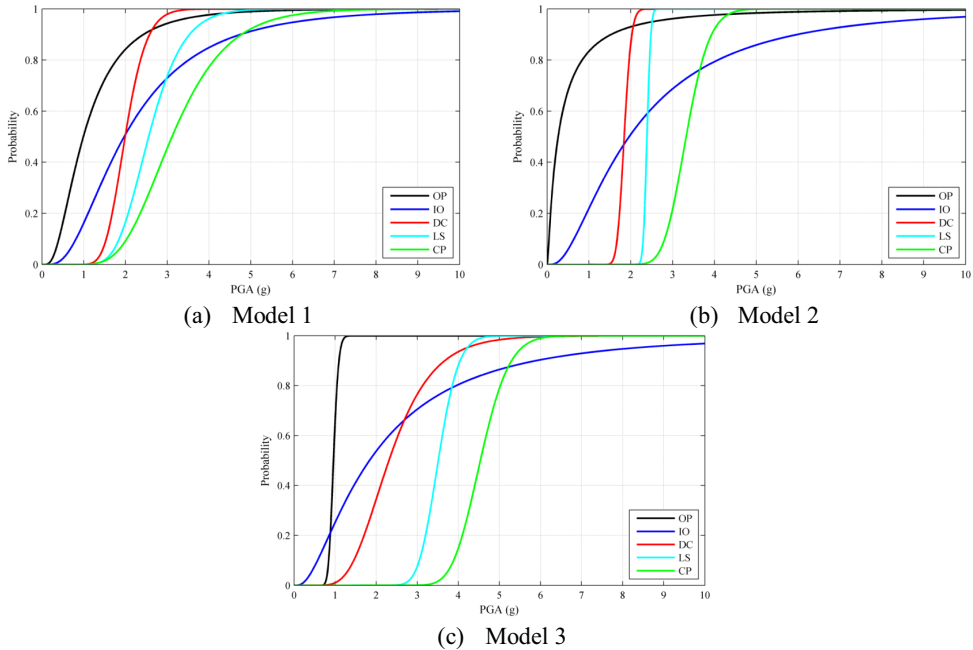 Probability
1
0.8
0.6
0.4
0.2
0
0 1 2 3 4 5 6 7 8 9 10
PGA (g)
OP
IO
DC
LS
CP
(a) Model 1
Probability
1
0.8
0.6
0.4
0.2
0
0 1 2 3 4 5 6 7 8 9 10
PGA (g)
OP
IO
DC
LS
CP
(b) Model 2
Probability
1
0.8
0.6
0.4
0.2
0
0 1 2 3 4 5 6 7 8 9 10
PGA (g)
OP
IO
DC
LS
CP
(c) Model 3